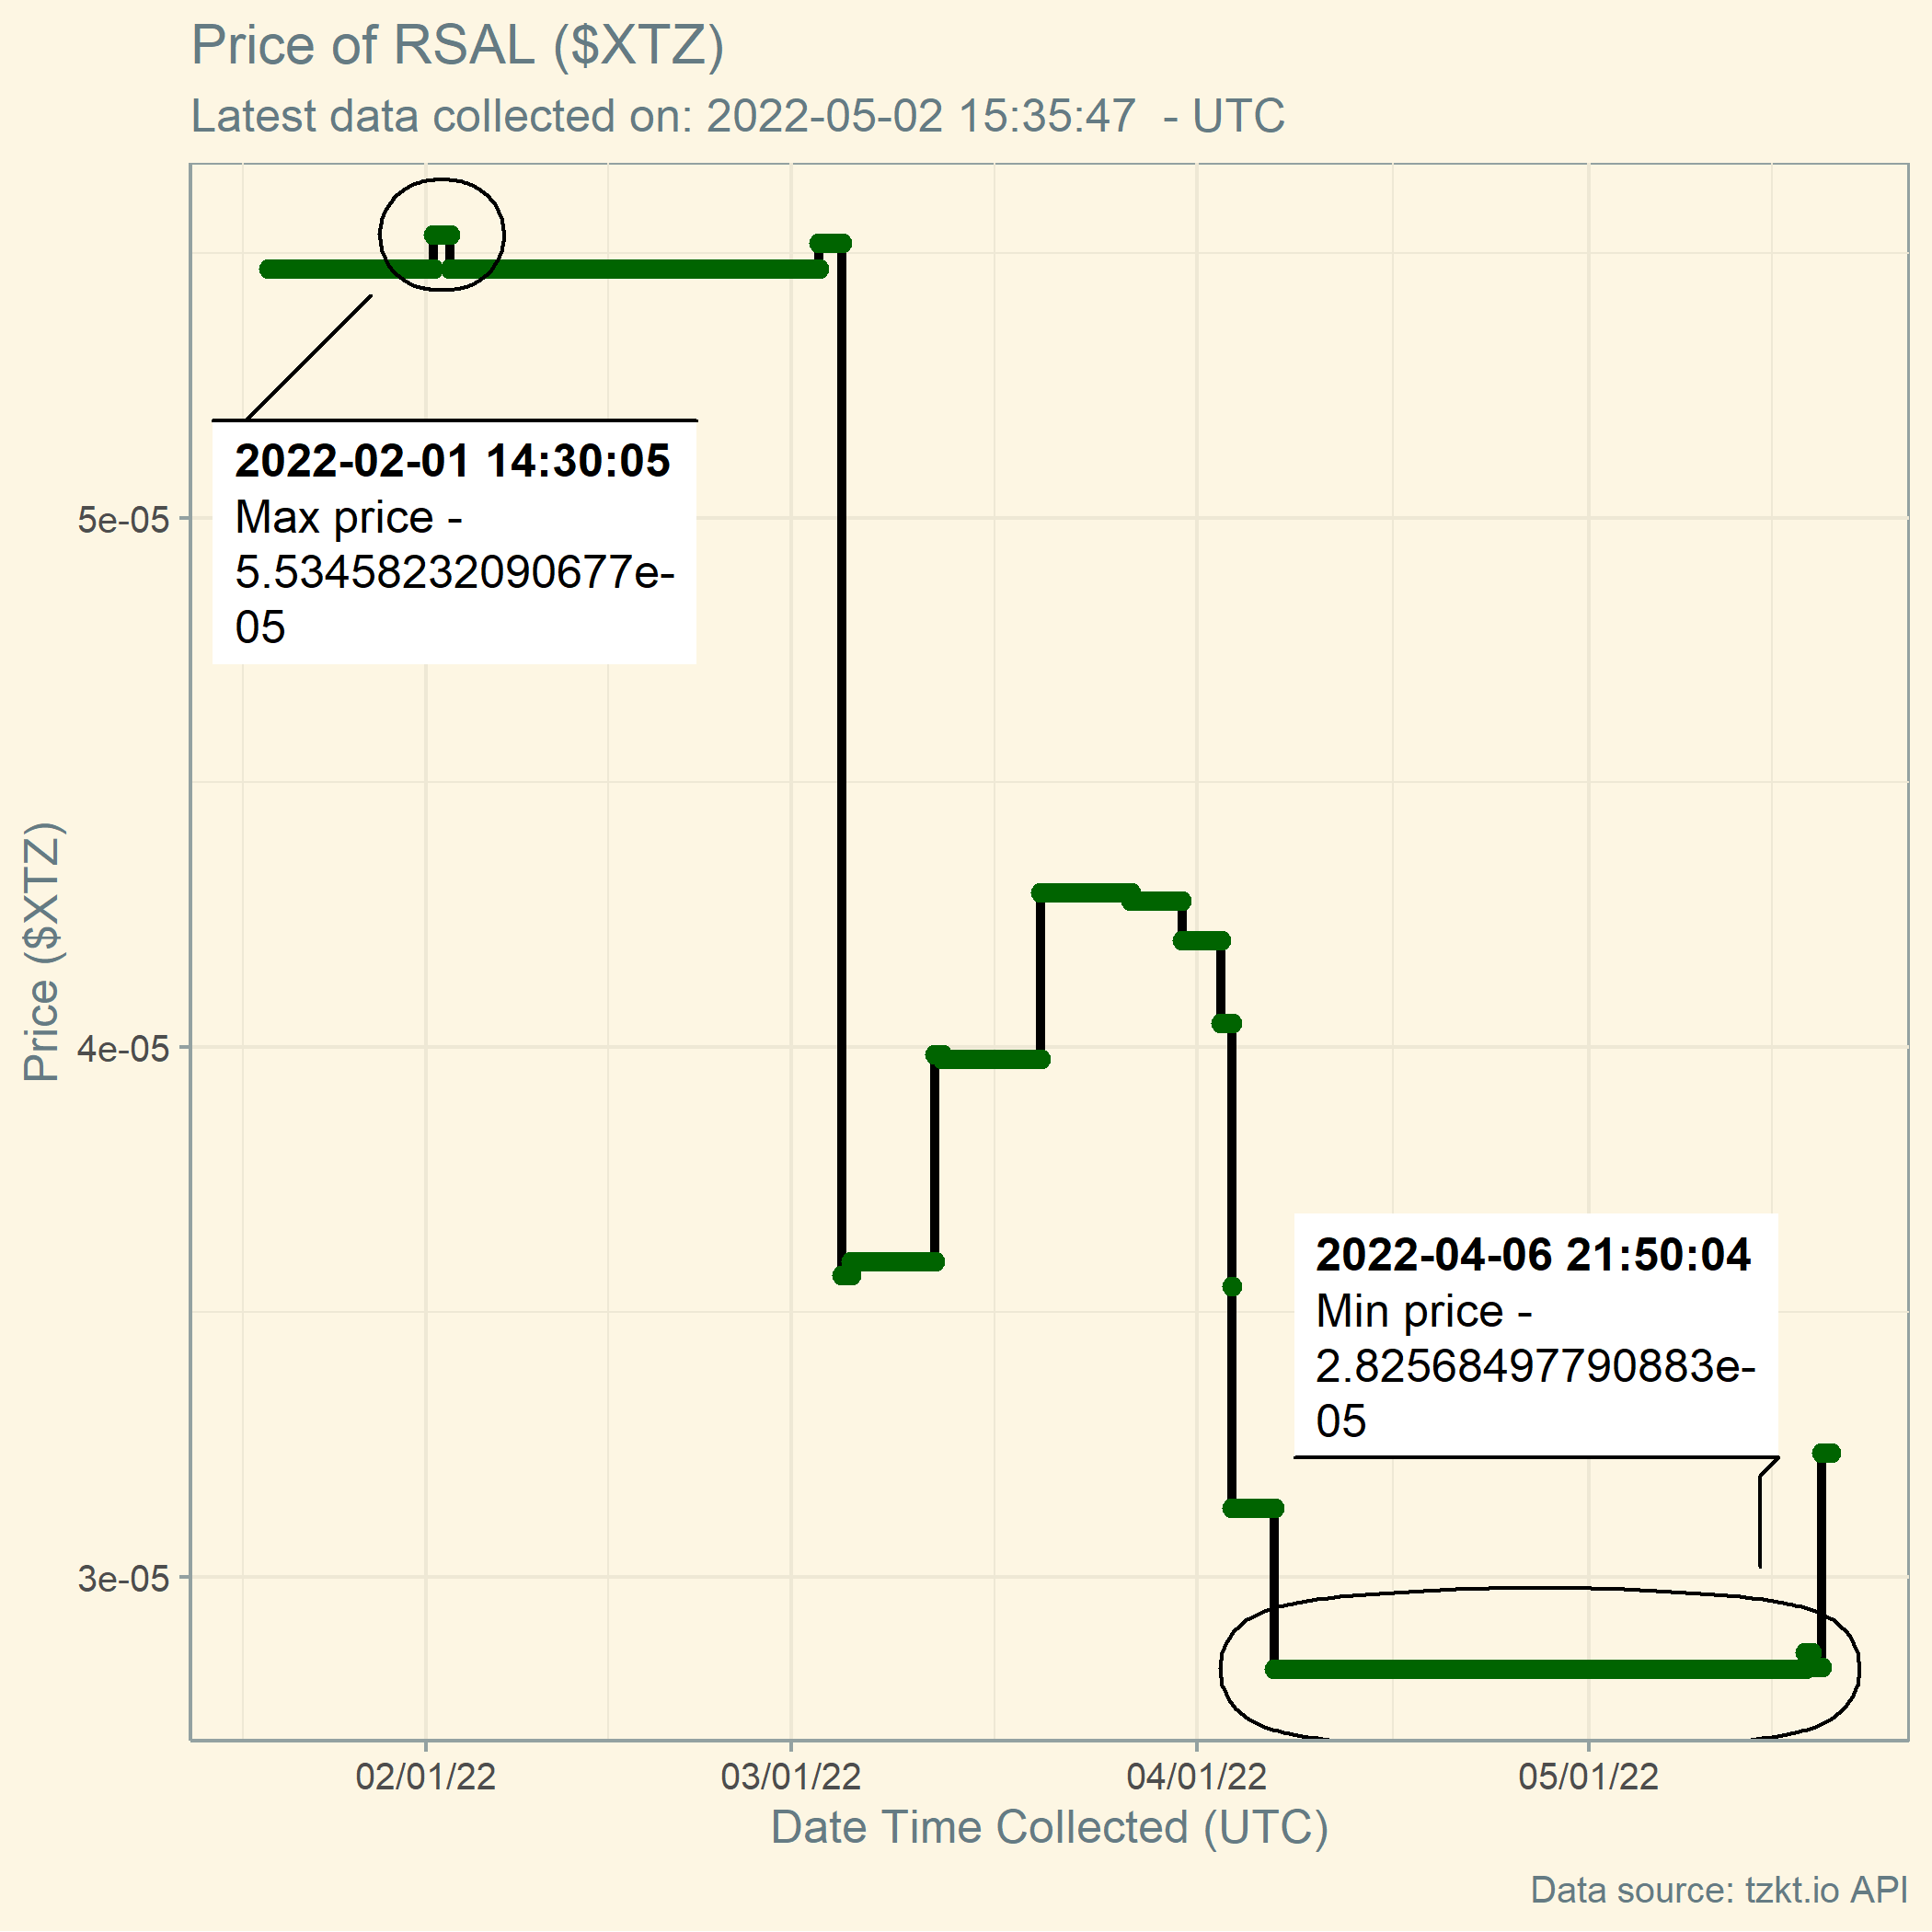 Price of RSAL ($XTZ)
Latest data collected on: 2022-05-02 15:35:47  - UTC
2022-02-01 14:30:05
Max price -
5.53458232090677e-
05
5e-05
4e-05
3e-05
Price ($XTZ)
2022-04-06 21:50:04
Min price -
2.82568497790883e-
05
02/01/22
03/01/22
04/01/22
05/01/22
Date Time Collected (UTC)
Data source: tzkt.io API